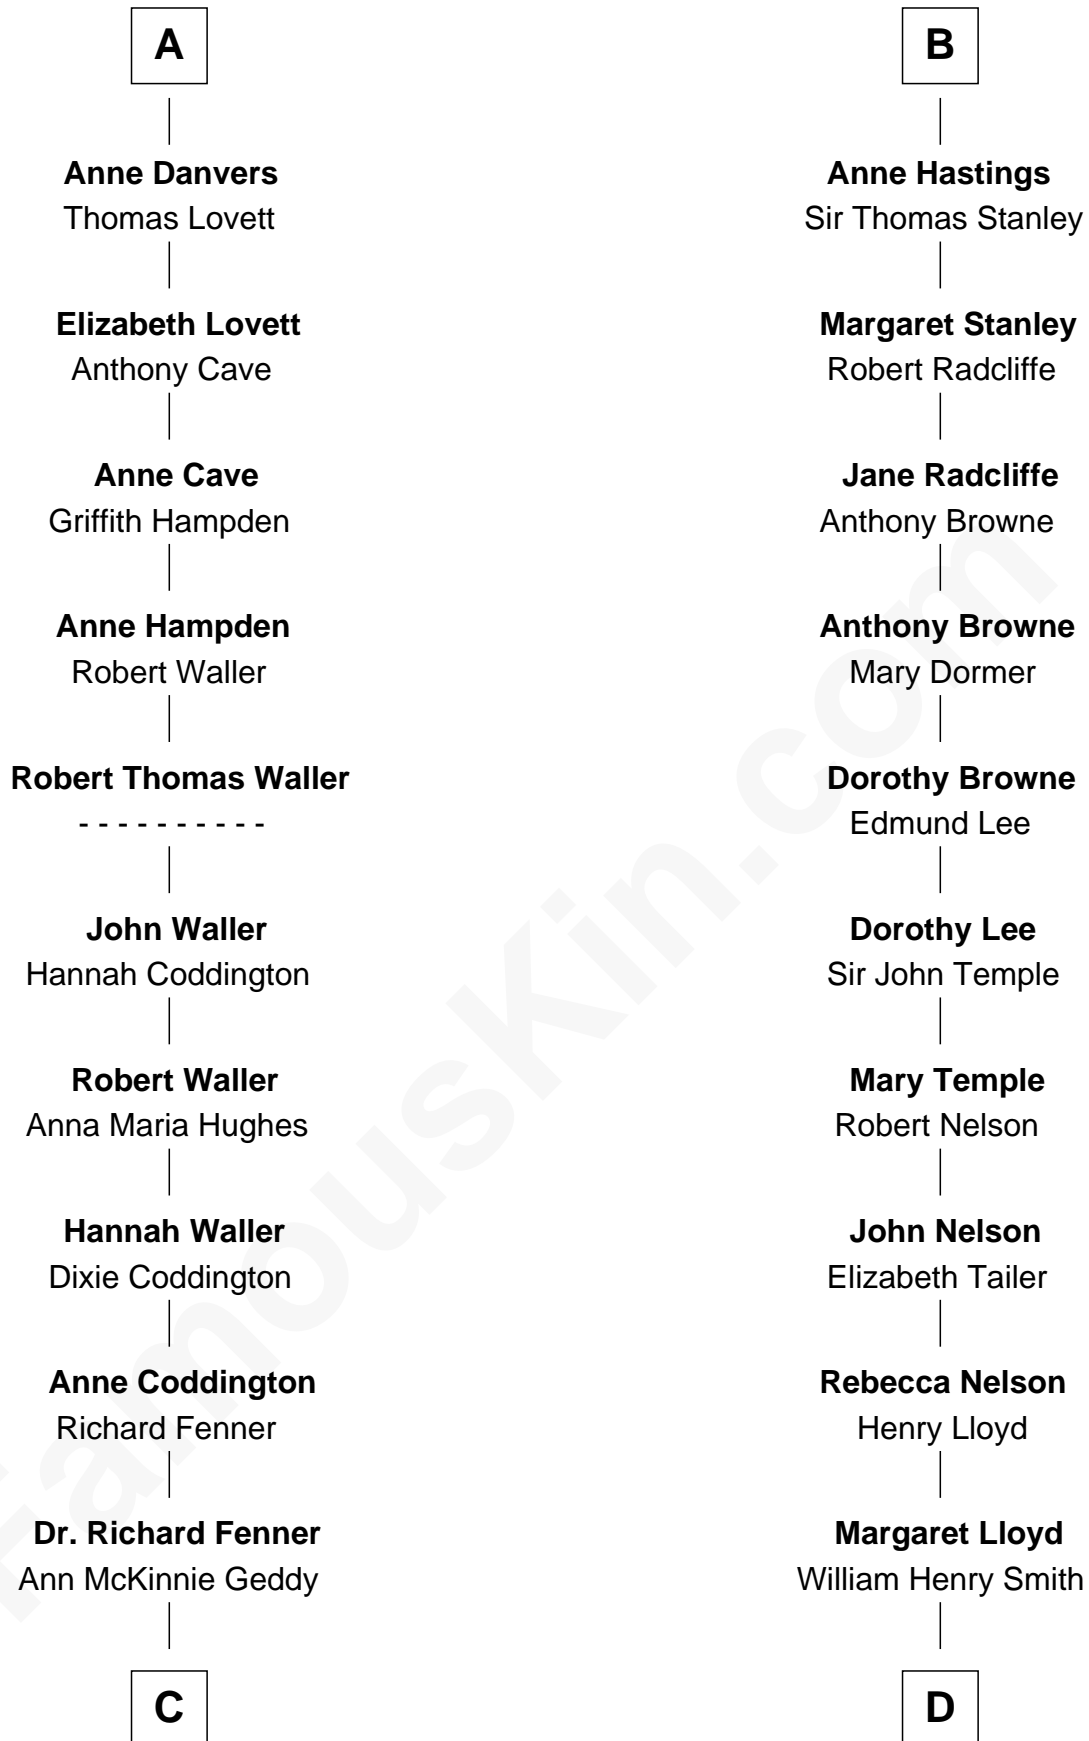 A
Anne Danvers
Thomas Lovett
Elizabeth Lovett
Anthony Cave
Anne Cave
Griffith Hampden
Anne Hampden
Robert Waller
Robert Thomas Waller
- - - - - - - - - -
John Waller
Hannah Coddington
Robert Waller
Anna Maria Hughes
Hannah Waller
Dixie Coddington
Anne Coddington
Richard Fenner
Dr. Richard Fenner
Ann McKinnie Geddy
C
B
Anne Hastings
Sir Thomas Stanley
Margaret Stanley
Robert Radcliffe
Jane Radcliffe
Anthony Browne
Anthony Browne
Mary Dormer
Dorothy Browne
Edmund Lee
Dorothy Lee
Sir John Temple
Mary Temple
Robert Nelson
John Nelson
Elizabeth Tailer
Rebecca Nelson
Henry Lloyd
Margaret Lloyd
William Henry Smith
D
FamousKin.com